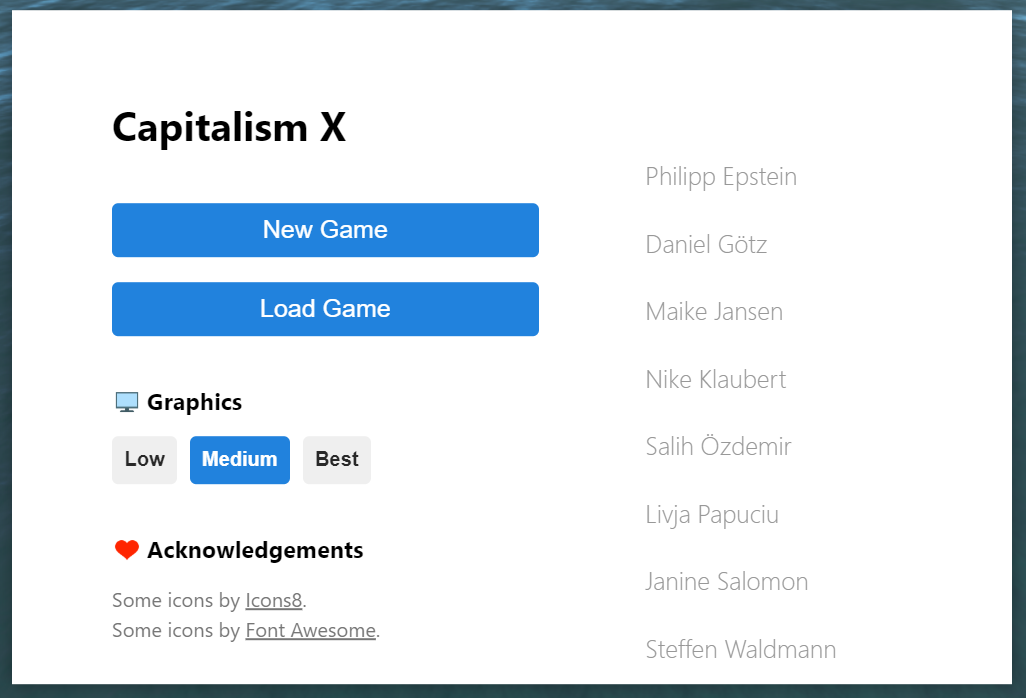 Capitalism X
New Game
Load Game
Graphics
Low Medium Best
Acknowledgements
Some icons by Icons8.
Some icons by Font Awesome.
Philipp Epstein
Daniel Götz
Maike Jansen
Nike Klaubert
Salih Özdemir
Livja Papuciu
Janine Salomon
Steffen Waldmann